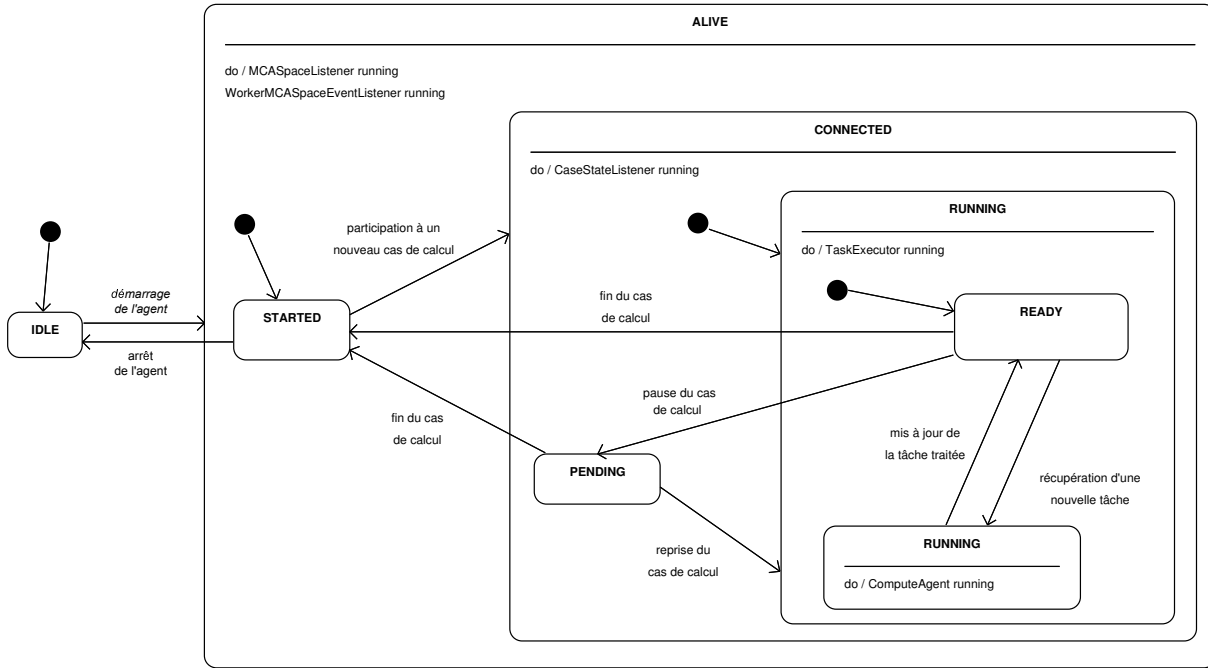 ALIVE
do / MCASpaceListener running
WorkerMCASpaceEventListener running
CONNECTED
do / CaseStateListener running
RUNNING
do / TaskExecutor running
participation à un
nouveau cas de calcul
démarrage
de l'agent
IDLE
arrêt
de l'agent
STARTED
fin du cas
de calcul
READY
pause du cas
de calcul
fin du cas
de calcul
mis à jour de
la tâche traitée
PENDING
récupération d'une
nouvelle tâche
reprise du
cas de calcul
RUNNING
do / ComputeAgent running